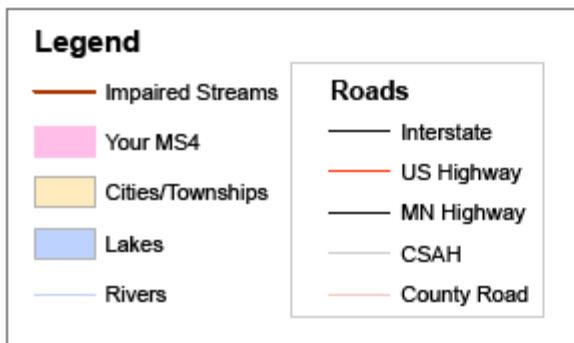 Legend
Impaired Streams
Your MS4
Cities/Townships
Lakes
Rivers
Roads
Interstate
US Highway
MN Highway
CSAH
County Road